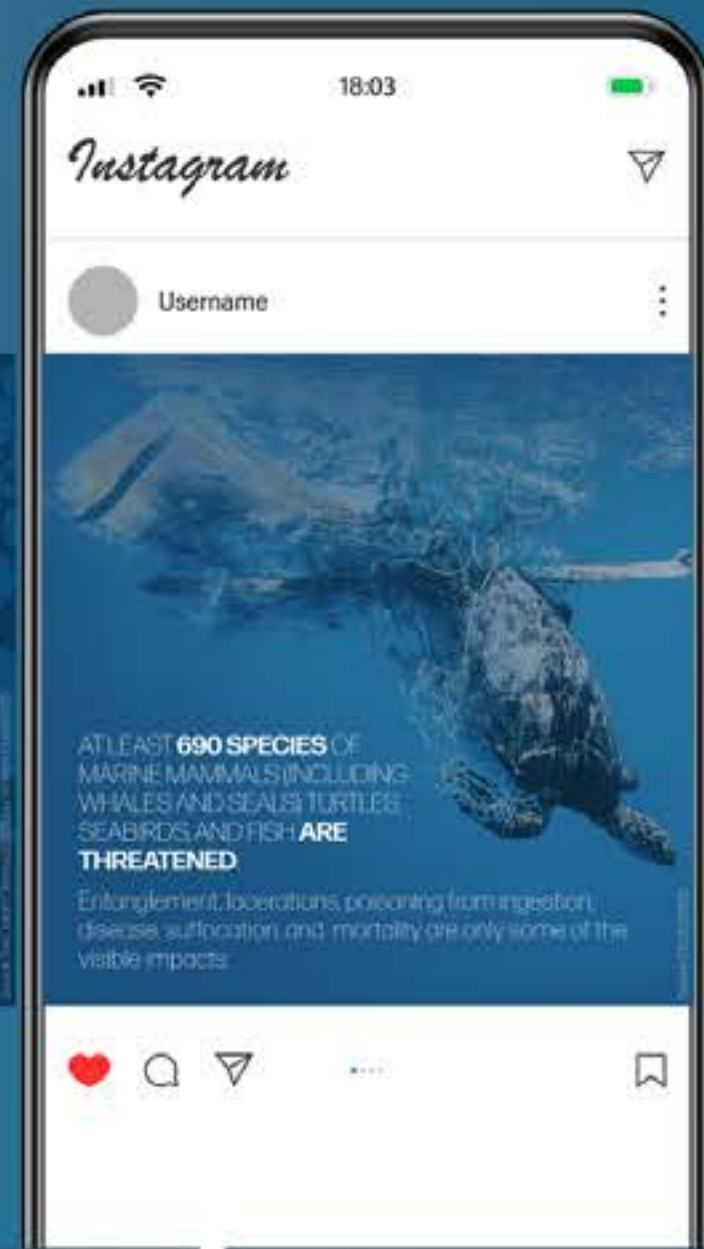 18:03
Instagram
Username
AT LEAST 690 SPECIES OF
MARINE MAMMALS (INCLUDING
WHALES AND SEALS) TURTLES
SEABIRDS, AND FISH ARE
THREATENED.
Entanglement, lacerations, poisoning from ingestion,
disease, suffocation, and mortality are only some of the
visible impacts.